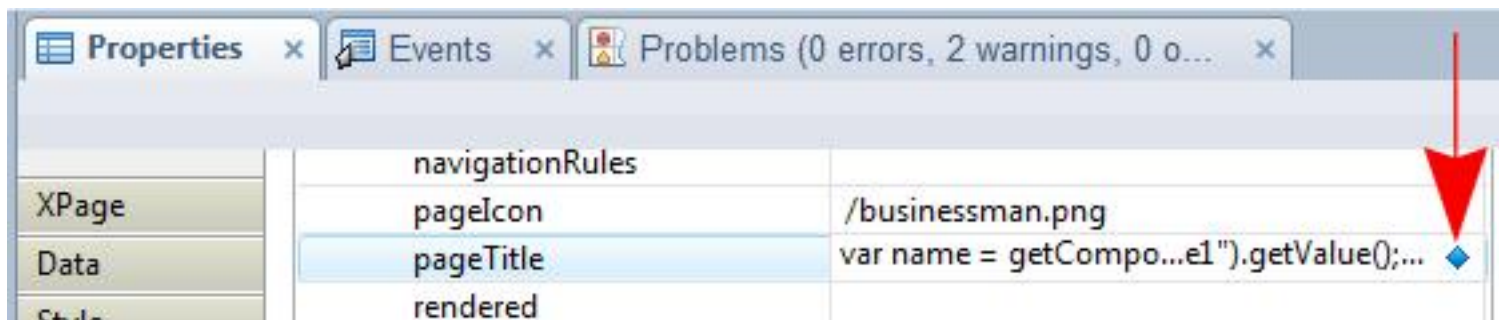 Properties Events Problems (0 errors, 2 warnings, 0 o...
navigationRules
XPage pageIcon /businessman.png
Data pageTitle var name = getCompo...e1").getValue();...
Style rendered